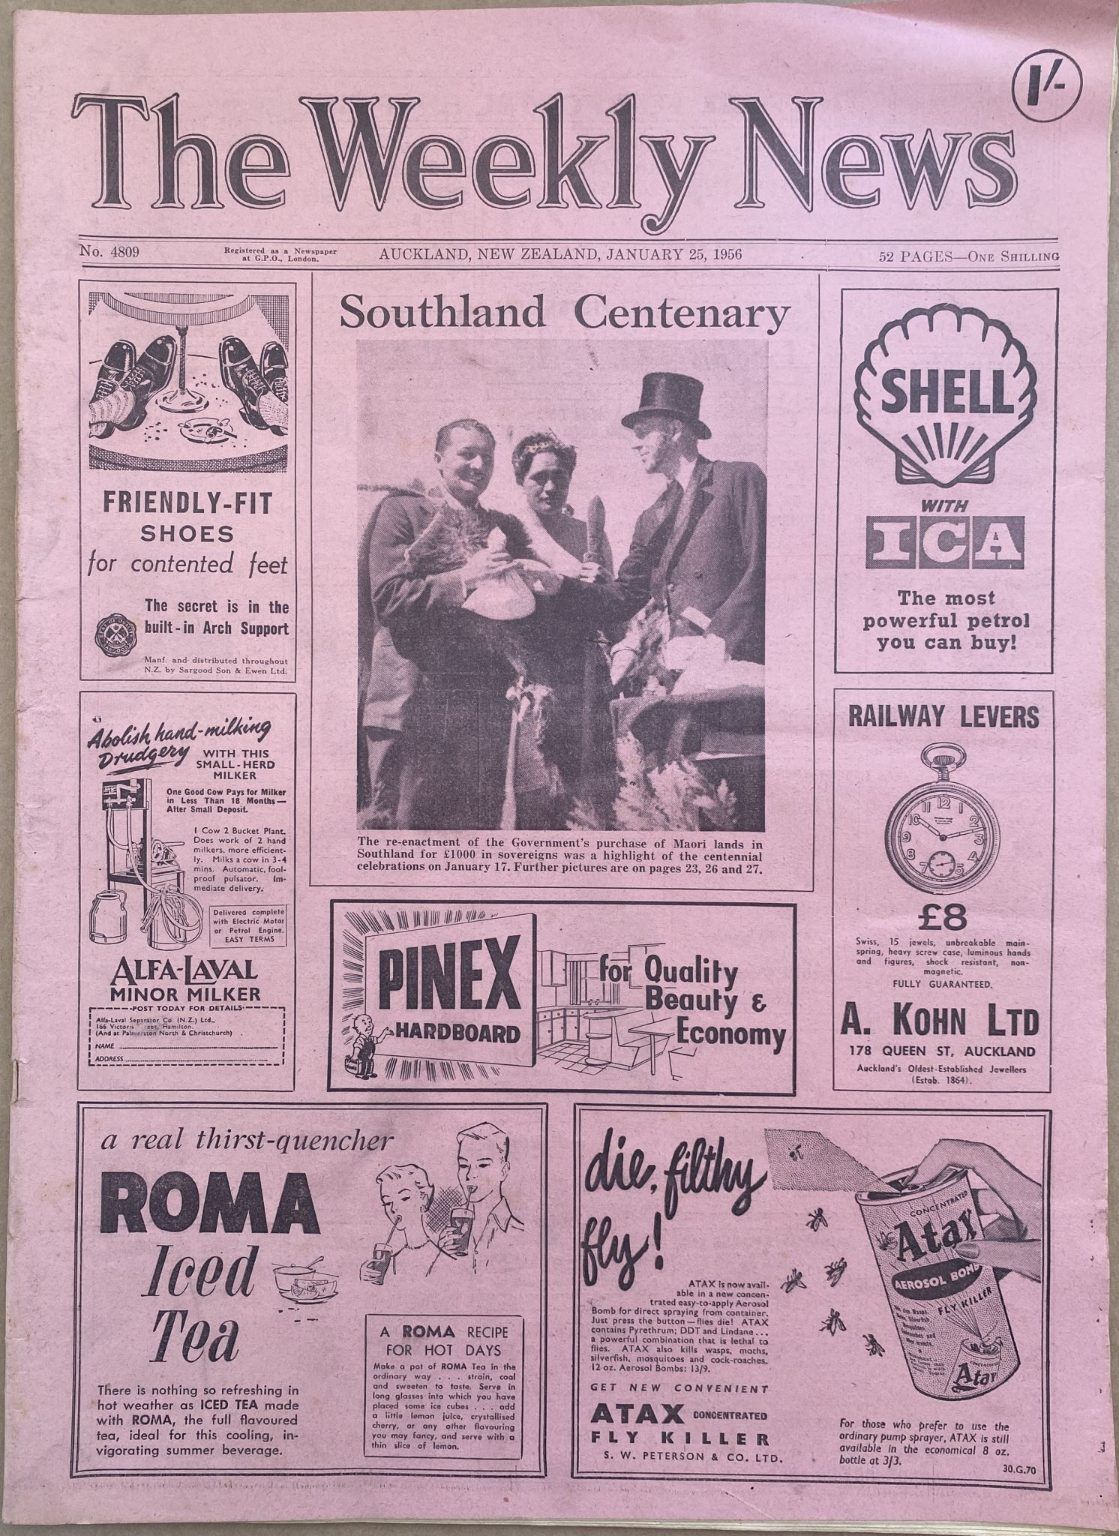 1/-
The Weekly News
No. 4809
Registered as a Newspaper
at G.P.O., London.
AUCKLAND, NEW ZEALAND, JANUARY 25, 1956
52 PAGES—ONE SHILLING
FRIENDLY-FIT
SHOES
for contented feet
The secret is in the
built-in Arch Support
Manf. and distributed throughout
N.Z. by Sargood Son & Ewen Ltd.
Southland Centenary
The re-enactment of the Government's purchase of Maori lands in
Southland for £1000 in sovereigns was a highlight of the centennial
celebrations on January 17. Further pictures are on pages 23, 26 and 27.
SHELL
WITH
ICA
The most
powerful petrol
you can buy!
Abolish hand-milking
Drudgery
WITH THIS
SMALL-HERD
MILKER
One Good Cow Pays for Milker
in Less Than 18 Months—
After Small Deposit.
1 Cow 2 Bucket Plant.
Does work of 2 hand
milkers, more efficient-
ly. Milks a cow in 3-4
mins. Automatic, fool-
proof pulsator. Im-
mediate delivery.
Delivered complete
with Electric Motor
or Petrol Engine.
EASY TERMS
ALFA-LAVAL
MINOR MILKER
POST TODAY FOR DETAILS
Alfa-Laval Separator Co. (N.Z.) Ltd.,
166 Victoria Street, Hamilton.
(And at Palmerston North & Christchurch)
NAME
ADDRESS
PINEX
HARDBOARD
for Quality
Beauty &
Economy
RAILWAY LEVERS
£8
Swiss, 15 jewels, unbreakable main-
spring, heavy screw case, luminous hands
and figures, shock resistant, non-
magnetic.
FULLY GUARANTEED.
A. KOHN LTD
178 QUEEN ST, AUCKLAND
Auckland's Oldest-Established Jewellers
(Estab. 1864).
a real thirst-quencher
ROMA
Iced
Tea
There is nothing so refreshing in
hot weather as ICED TEA made
with ROMA, the full flavoured
tea, ideal for this cooling, in-
vigorating summer beverage.
A ROMA RECIPE
FOR HOT DAYS
Make a pot of ROMA Tea in the
ordinary way . . . strain, cool
and sweeten to taste. Serve in
long glasses into which you have
placed some ice cubes . . . add
a little lemon juice, crystallised
cherry, or any other flavouring
you may fancy, and serve with a
thin slice of lemon.
die, filthy
fly!
ATAX is now avail-
able in a new concen-
trated easy-to-apply Aerosol
Bomb for direct spraying from container.
Just press the button—flies die! ATAX
contains Pyrethrum; DDT and Lindane . . .
a powerful combination that is lethal to
flies. ATAX also kills wasps, moths,
silverfish, mosquitoes and cock-roaches.
12 oz. Aerosol Bombs: 13/9.
GET NEW CONVENIENT
ATAX CONCENTRATED
FLY KILLER
S. W. PETERSON & CO. LTD.
CONCENTRATED
Atax
AEROSOL BOMB
FLY KILLER
Atax
For those who prefer to use the
ordinary pump sprayer, ATAX is still
available in the economical 8 oz.
bottle at 3/3.
30.G.70